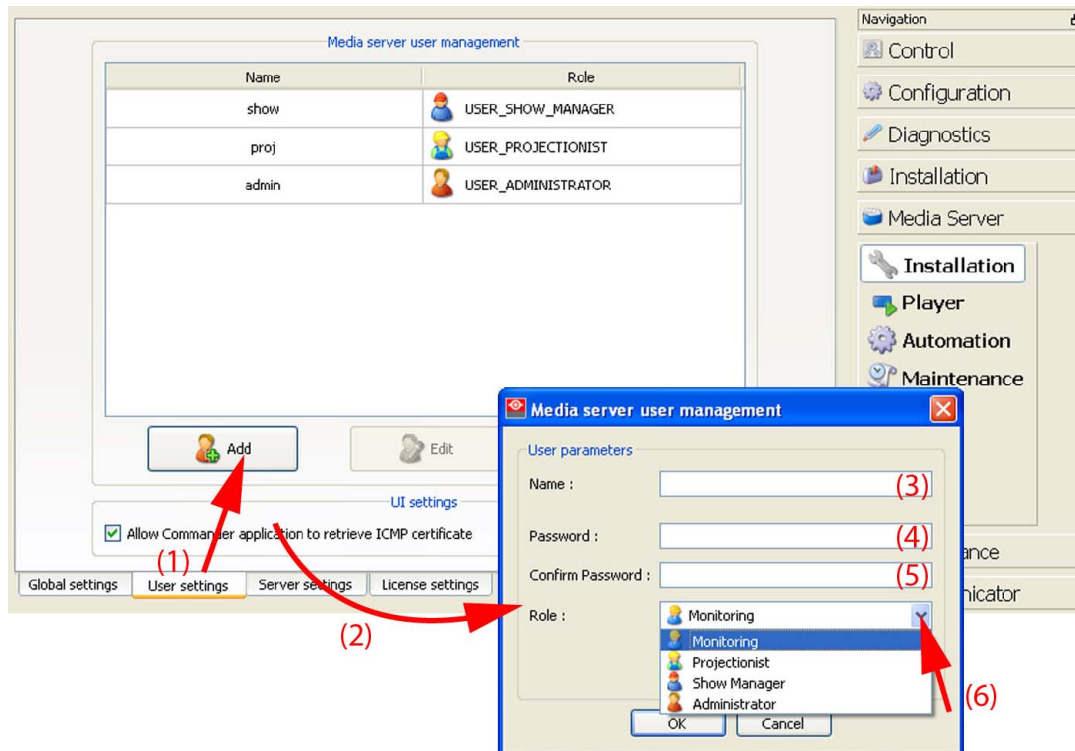 Media server user management
Name Role
show USER_SHOW_MANAGER
proj USER_PROJECTIONIST
admin USER_ADMINISTRATOR
Add Edit
UI settings
Allow Commander application to retrieve ICMP certificate
Global settings User settings Server settings License settings
(1)
(2)
Navigation
Control
Configuration
Diagnostics
Installation
Media Server
Installation
Player
Automation
Maintenance
Media server user management
User parameters
Name : (3)
Password : (4)
Confirm Password : (5)
Role : Monitoring
Monitoring
Projectionist
Show Manager
Administrator
(6)
OK Cancel